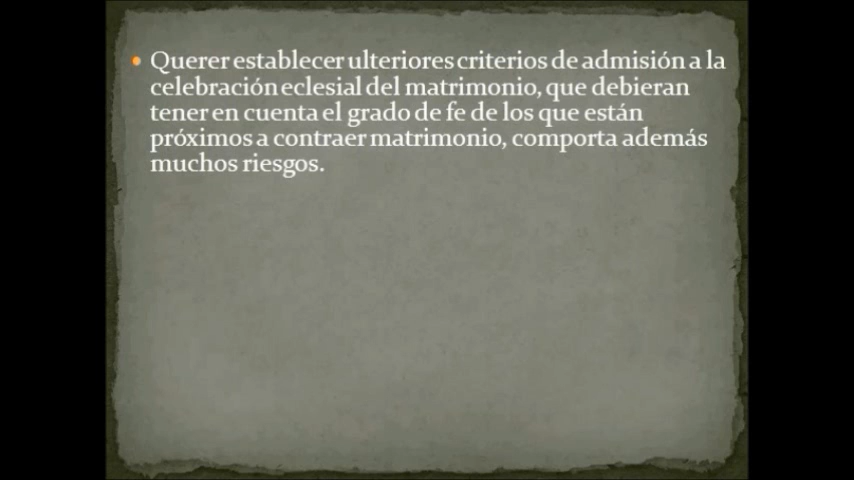 Querer establecer ulteriores criterios de admisión a la
celebración eclesial del matrimonio, que debieran
tener en cuenta el grado de fe de los que están
próximos a contraer matrimonio, comporta además
muchos riesgos.